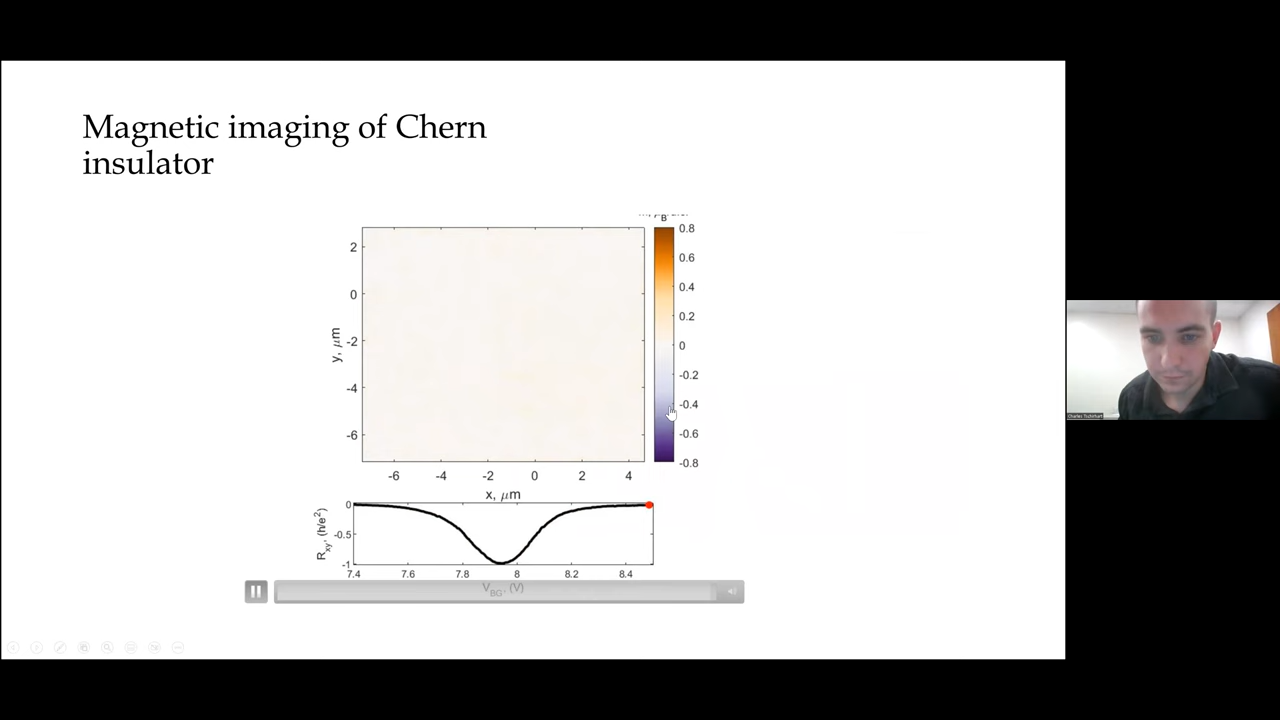 Magnetic imaging of Chern
insulator
B
0.8
0.6
0.4
0.2
0
-0.2
-0.4
-0.6
-0.8
2
0
-2
-4
-6
y, μm
-6 -4 -2 0 2 4
x, μm
R_xy, (h/e²)
0
-0.5
-1
7.4 7.6 7.8 8 8.2 8.4
V_BG, (V)